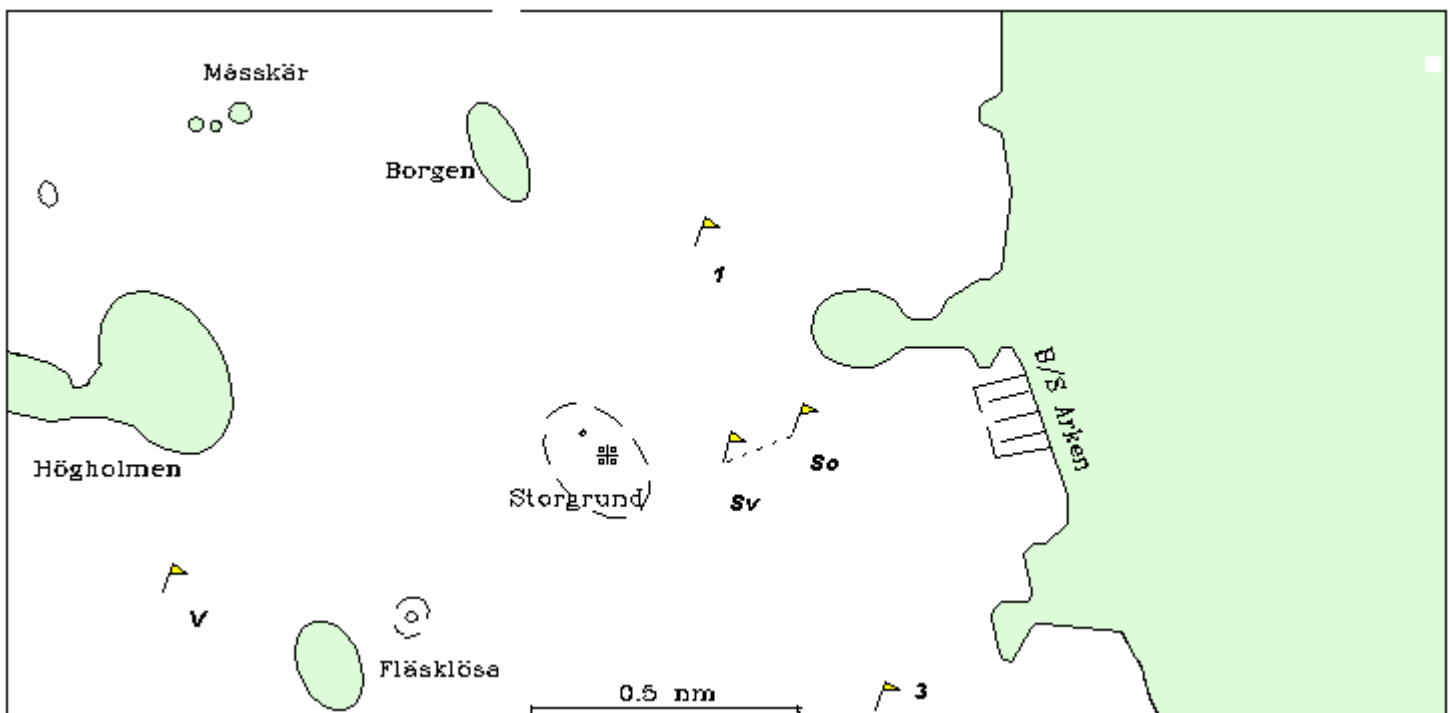 Måsskär
Borgen
1
B/S Arken
Högholmen
So
Storgrund
Sv
V
Fläsklösa
0.5 nm
3